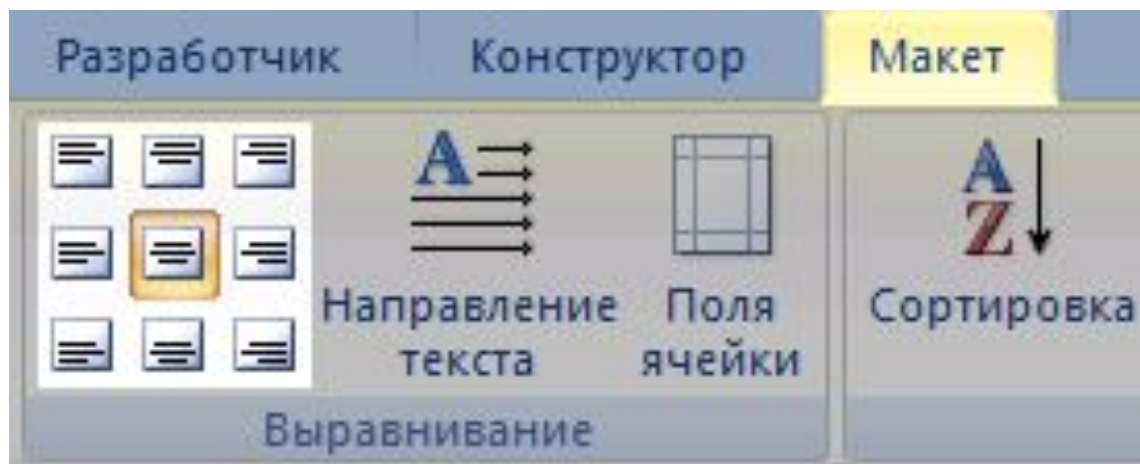 Разработчик Конструктор Макет
A
A
Z
Направление текста
Поля ячейки
Сортировка
Выравнивание